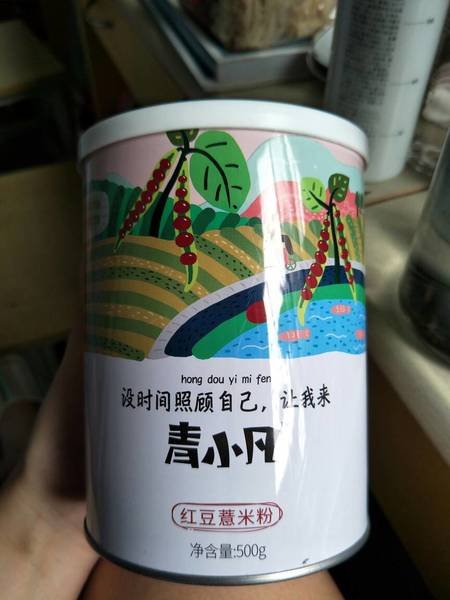 hong dou yi mi fen
没时间照顾自己，让我来
青小凡
红豆薏米粉
净含量:500g